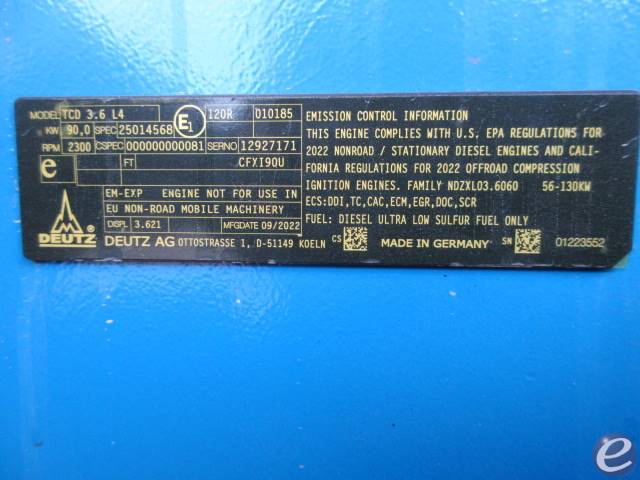 MODEL TCD 3.6 L4 E1 120R 010185
KW 90,0 SPEC 25014568
RPM 2300 CSPEC 000000000081 SERNO 12927171
e FT CFXI90U
EM-EXP ENGINE NOT FOR USE IN
EU NON-ROAD MOBILE MACHINERY
DISPL 3.621 MFGDATE 09/2022
DEUTZ ® DEUTZ AG OTTOSTRASSE 1, D-51149 KOELN CS
EMISSION CONTROL INFORMATION
THIS ENGINE COMPLIES WITH U.S. EPA REGULATIONS FOR
2022 NONROAD / STATIONARY DIESEL ENGINES AND CALI-
FORNIA REGULATIONS FOR 2022 OFFROAD COMPRESSION
IGNITION ENGINES. FAMILY NDZXL03.6060 56-130KW
ECS: DDI,TC,CAC,ECM,EGR,DOC,SCR
FUEL: DIESEL ULTRA LOW SULFUR FUEL ONLY
MADE IN GERMANY SN 01223552
e